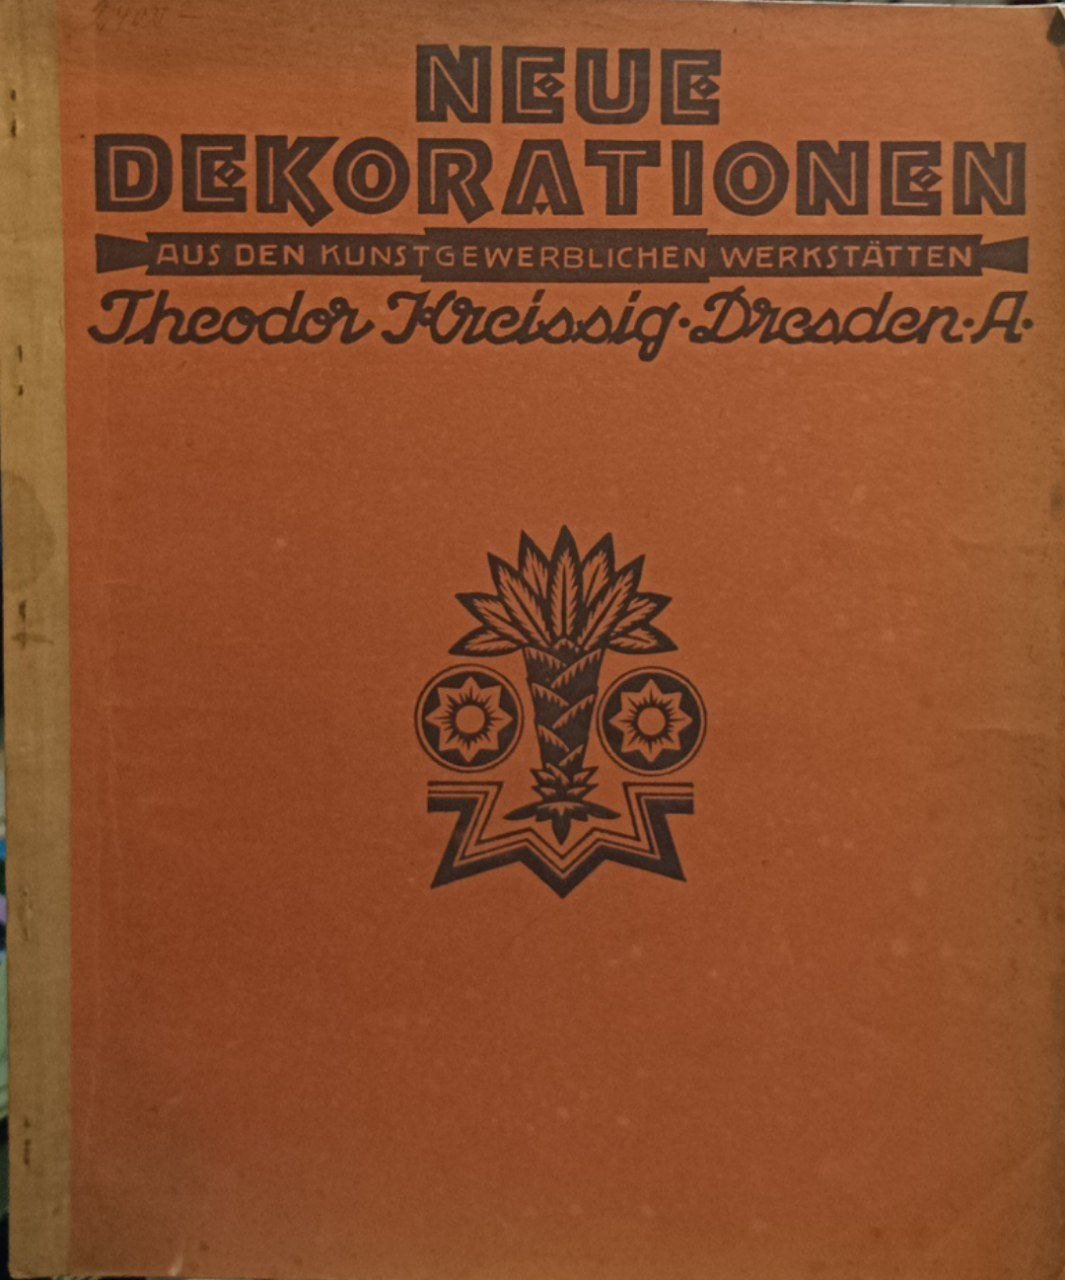 NEUE
DEKORATIONEN
AUS DEN KUNSTGEWERBLICHEN WERKSTÄTTEN
Theodor Kreissig · Dresden · A ·